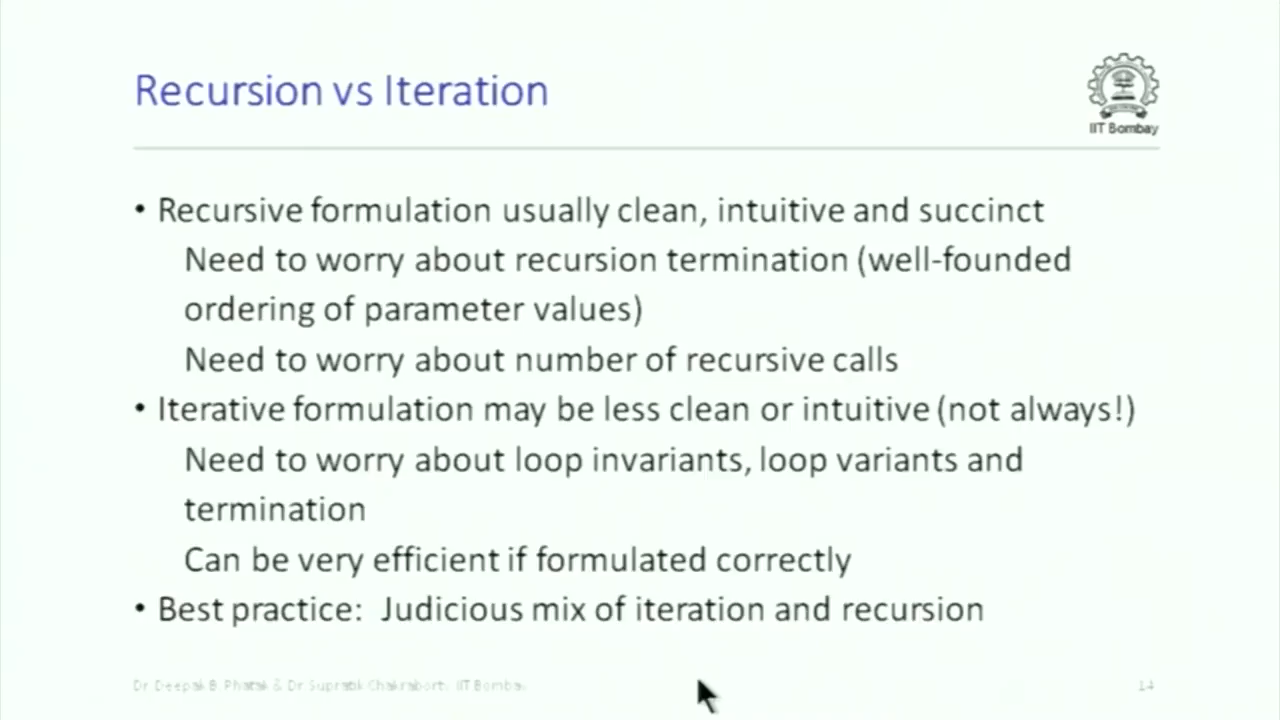 Recursion vs Iteration
IIT Bombay
• Recursive formulation usually clean, intuitive and succinct
Need to worry about recursion termination (well-founded
ordering of parameter values)
Need to worry about number of recursive calls
• Iterative formulation may be less clean or intuitive (not always!)
Need to worry about loop invariants, loop variants and
termination
Can be very efficient if formulated correctly
• Best practice: Judicious mix of iteration and recursion
Dr Deepak B Phatak & Dr Supratik Chakraborty, IIT Bombay
14